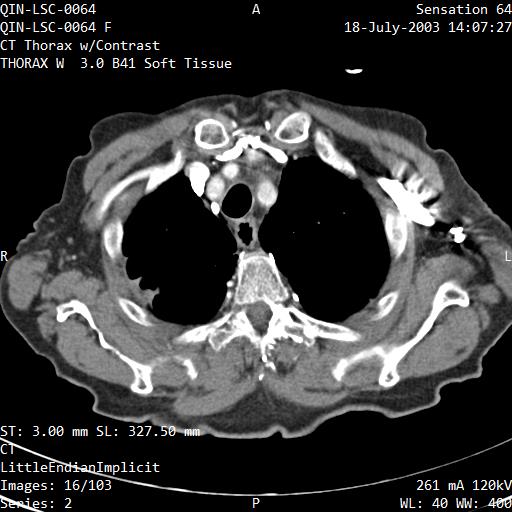 QIN-LSC-0064
A
Sensation 64
QIN-LSC-0064 F
18-July-2003 14:07:27
CT Thorax w/Contrast
THORAX W  3.0 B41 Soft Tissue
R
L
ST: 3.00 mm SL: 327.50 mm
CT
LittleEndianImplicit
Images: 16/103
261 mA 120kV
Series: 2
P
WL: 40 WW: 400